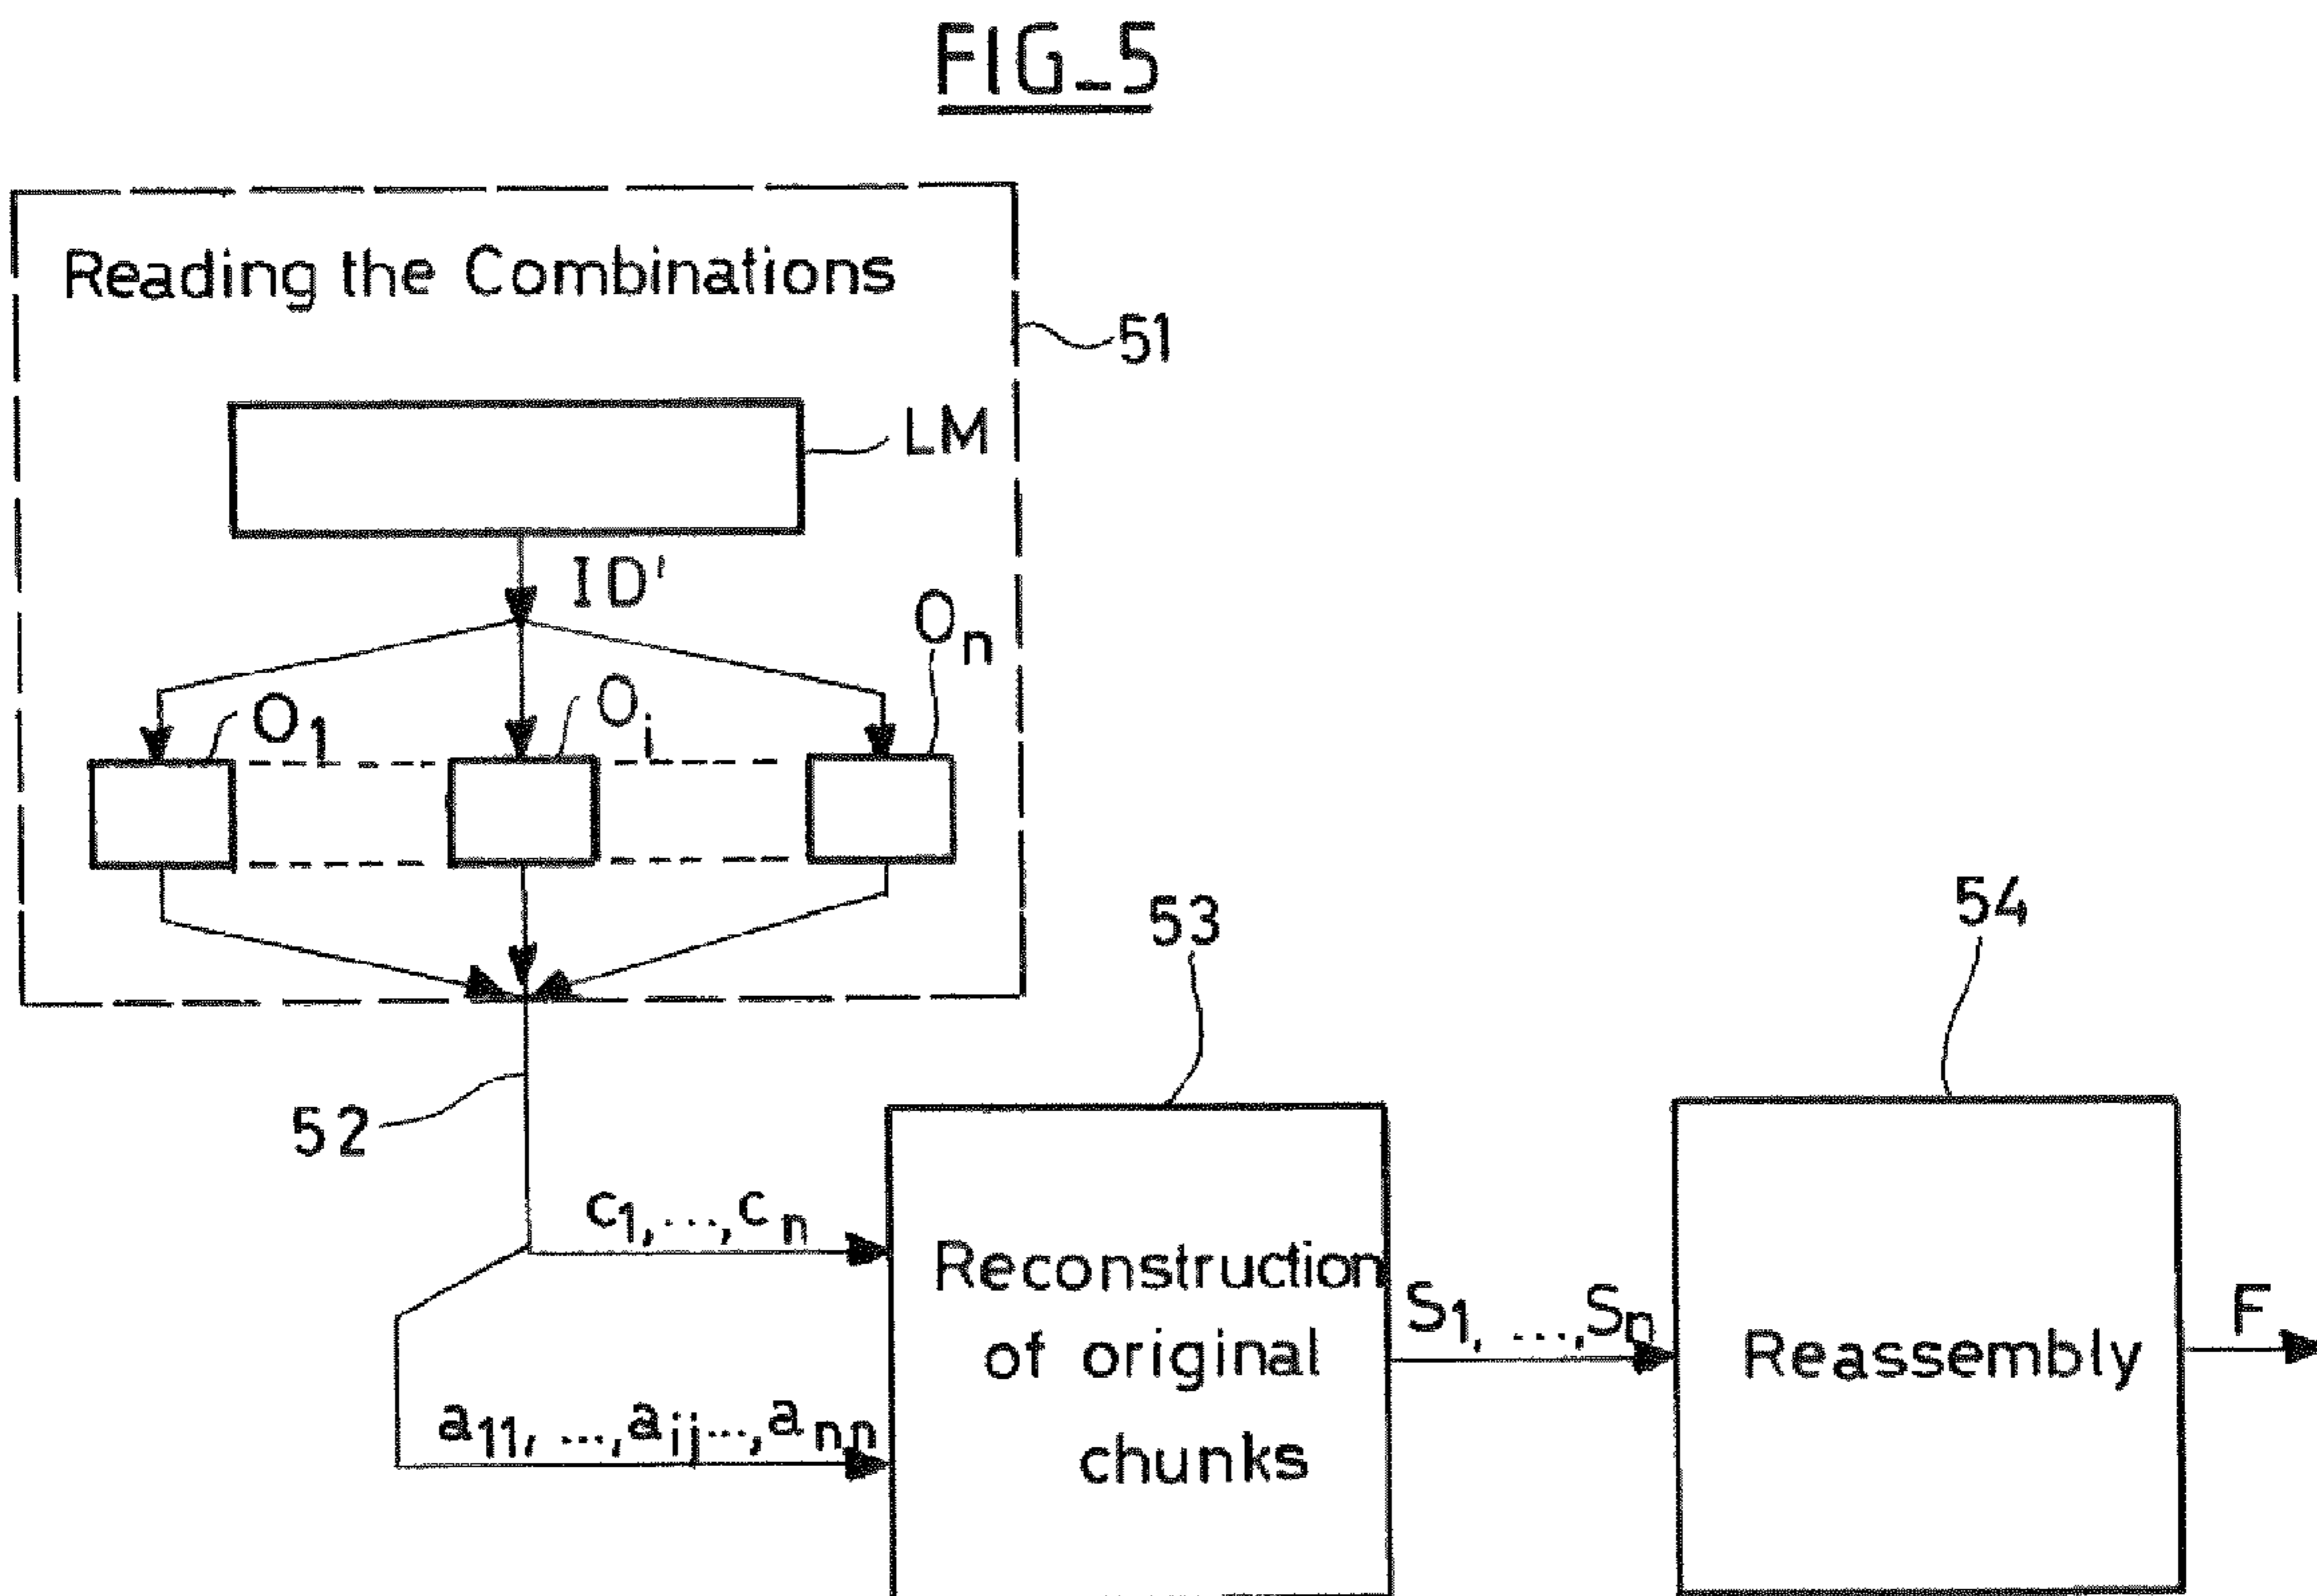 FIG_5
Reading the Combinations
51
LM
ID'
On
O1
Oi
53
54
52
c1,...,cn
Reconstruction
of original
chunks
S1, ...,Sn
Reassembly
F
a11, ...,aij...,ann